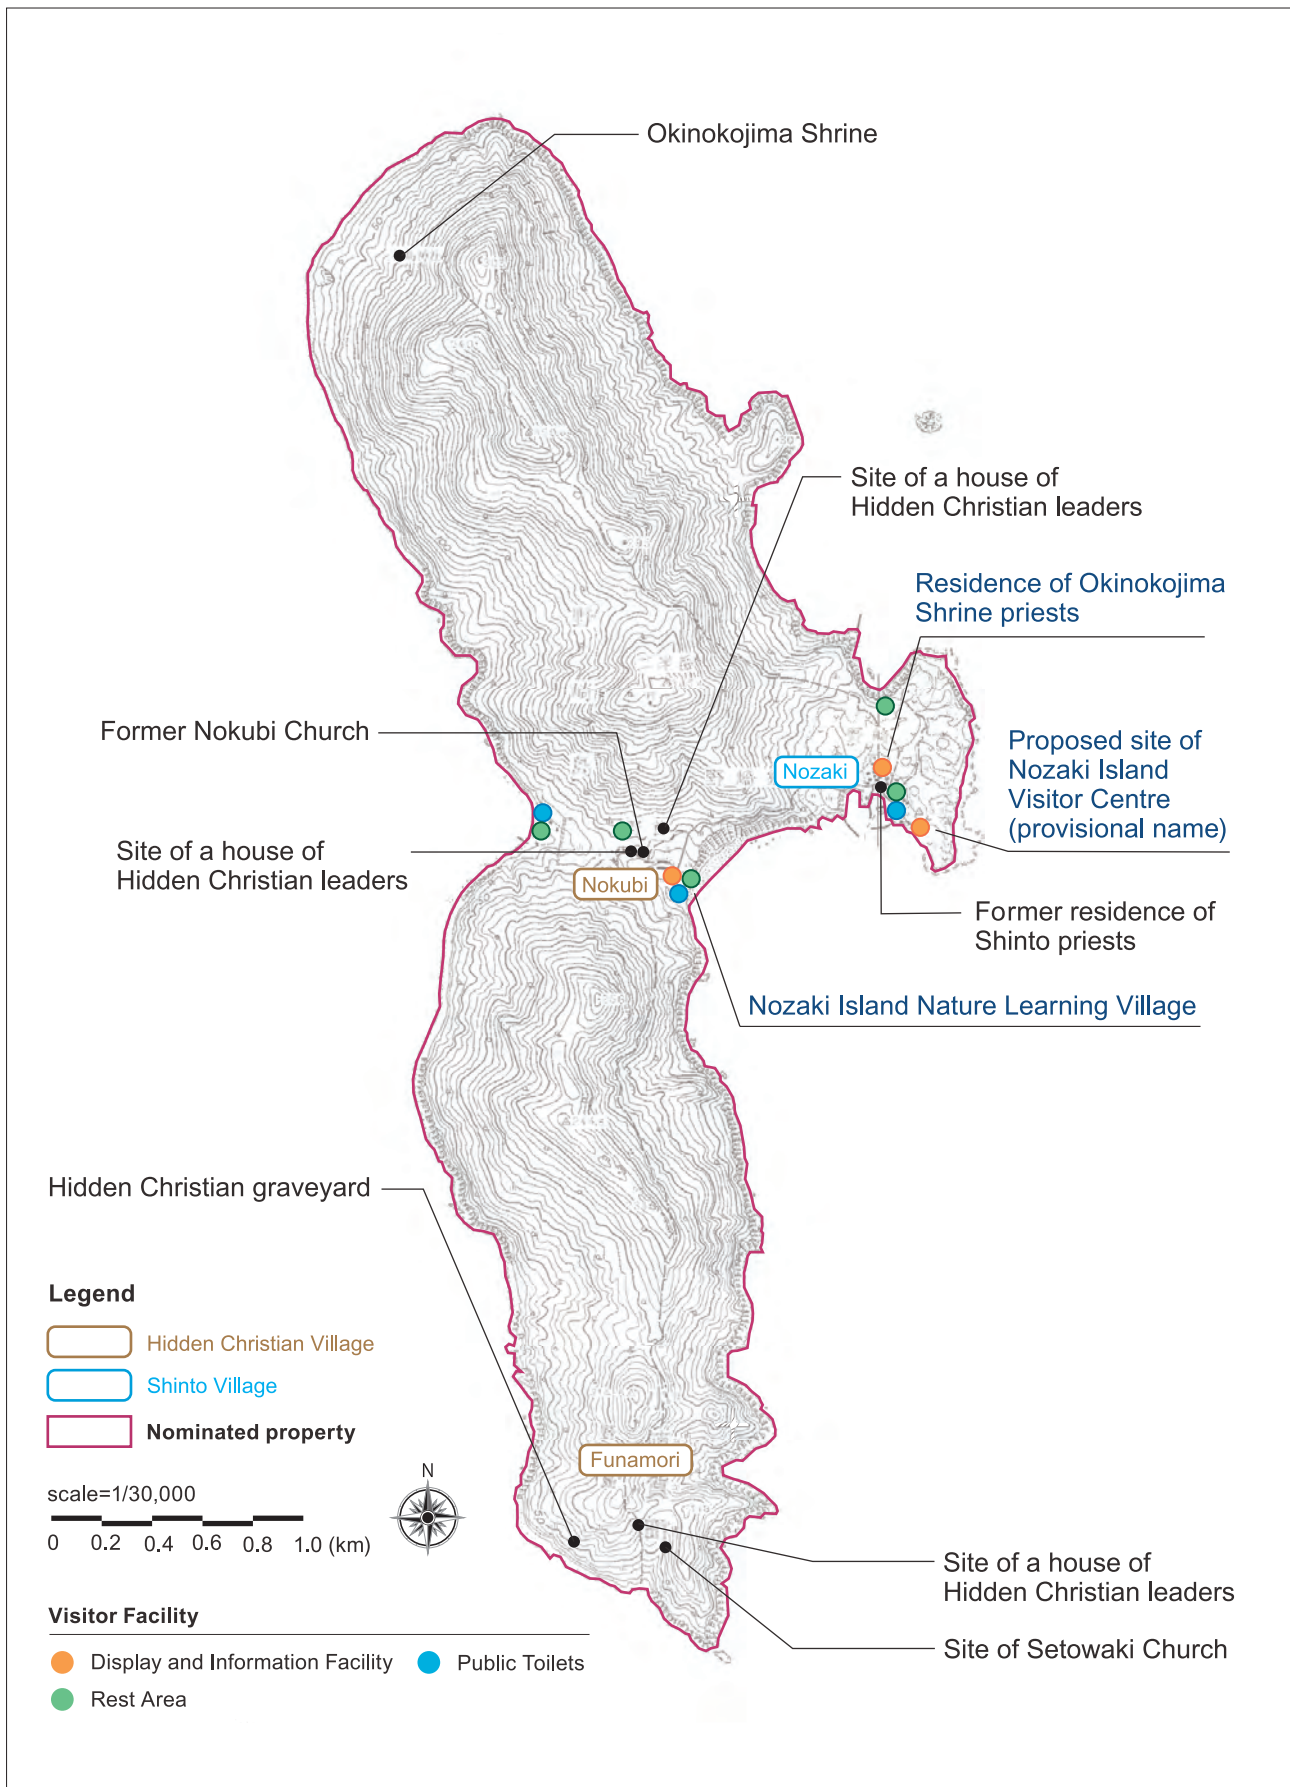 Okinokojima Shrine
Site of a house of
Hidden Christian leaders
Residence of Okinokojima
Shrine priests
Former Nokubi Church
Proposed site of
Nozaki Island
Visitor Centre
(provisional name)
Nozaki
Site of a house of
Hidden Christian leaders
Nokubi
Former residence of
Shinto priests
Nozaki Island Nature Learning Village
Hidden Christian graveyard
Legend
Hidden Christian Village
Shinto Village
Nominated property
Funamori
N
scale=1/30,000
0 0.2 0.4 0.6 0.8 1.0 (km)
Site of a house of
Hidden Christian leaders
Site of Setowaki Church
Visitor Facility
Display and Information Facility
Public Toilets
Rest Area